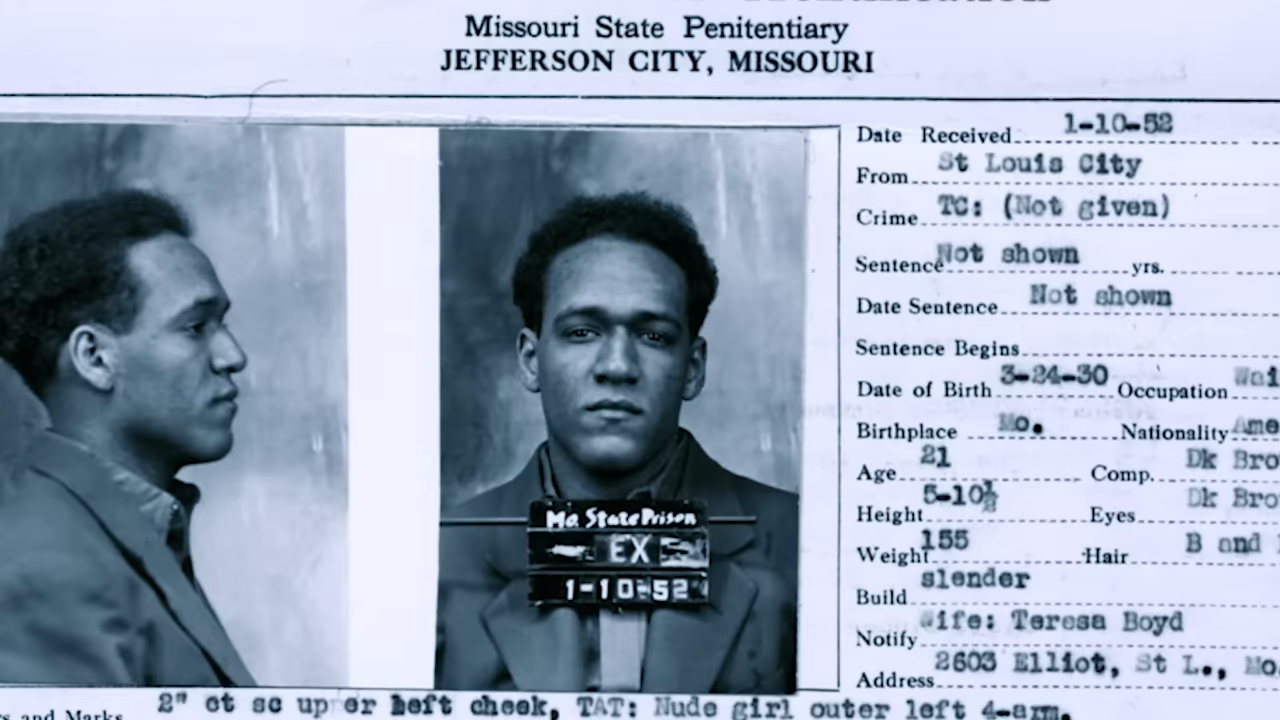 Missouri State Penitentiary
JEFFERSON CITY, MISSOURI
Date Received 1-10-52
From St Louis City
Crime TC: (Not given)
Sentence Not shown yrs.
Date Sentence Not shown
Sentence Begins
Date of Birth 3-24-30 Occupation Wai
Birthplace Mo. Nationality Ame
Age 21 Comp. Dk Bro
Height 5-10½ Eyes Dk Bro
Weight 155 Hair B and
Build slender
Notify Wife: Teresa Boyd
Address 2603 Elliot, St L., Mo
Mo. State Prison
EX
1-10-52
s and Marks 2" ct sc upper left cheek, TAT: Nude girl outer left 4-arm.